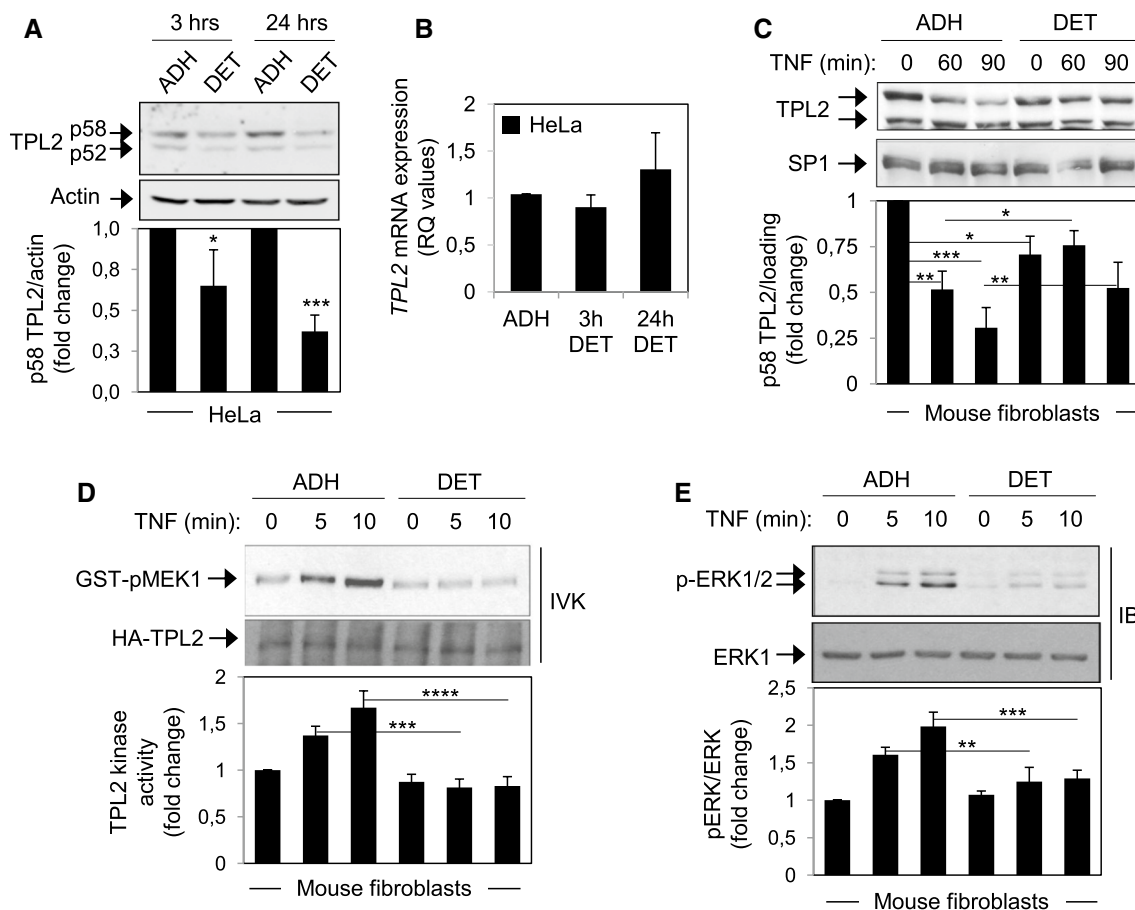 A
3 hrs 24 hrs
ADH DET ADH DET
TPL2 p58
p52
Actin
p58 TPL2/actin
(fold change)
1,0
0,8
0,5
0,3
0,0
*
***
HeLa
B
TPL2 mRNA expression
(RQ values)
2
1,5
1
0,5
0
HeLa
ADH
3h
DET
24h
DET
C
ADH DET
TNF (min): 0 60 90 0 60 90
TPL2
SP1
p58 TPL2/loading
(fold change)
1
0,75
0,5
0,25
0
*
*
***
**
**
Mouse fibroblasts
D
ADH DET
TNF (min): 0 5 10 0 5 10
GST-pMEK1
HA-TPL2
IVK
TPL2 kinase
activity
(fold change)
2
1,5
1
0,5
0
****
***
Mouse fibroblasts
E
ADH DET
TNF (min): 0 5 10 0 5 10
p-ERK1/2
ERK1
IB
pERK/ERK
(fold change)
2,5
2
1,5
1
0,5
0
***
**
Mouse fibroblasts